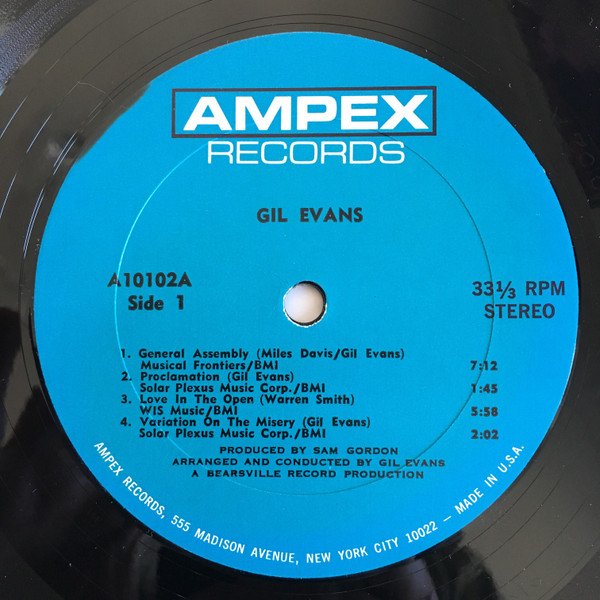 AMPEX
RECORDS
GIL EVANS
A10102A
Side 1
33⅓ RPM
STEREO
1. General Assembly (Miles Davis/Gil Evans)
Musical Frontiers/BMI 7:12
2. Proclamation (Gil Evans)
Solar Plexus Music Corp./BMI 1:45
3. Love In The Open (Warren Smith)
WIS Music/BMI 5:58
4. Variation On The Misery (Gil Evans)
Solar Plexus Music Corp./BMI 2:02
PRODUCED BY SAM GORDON
ARRANGED AND CONDUCTED BY GIL EVANS
A BEARSVILLE RECORD PRODUCTION
AMPEX RECORDS, 555 MADISON AVENUE, NEW YORK CITY 10022 — MADE IN U.S.A.